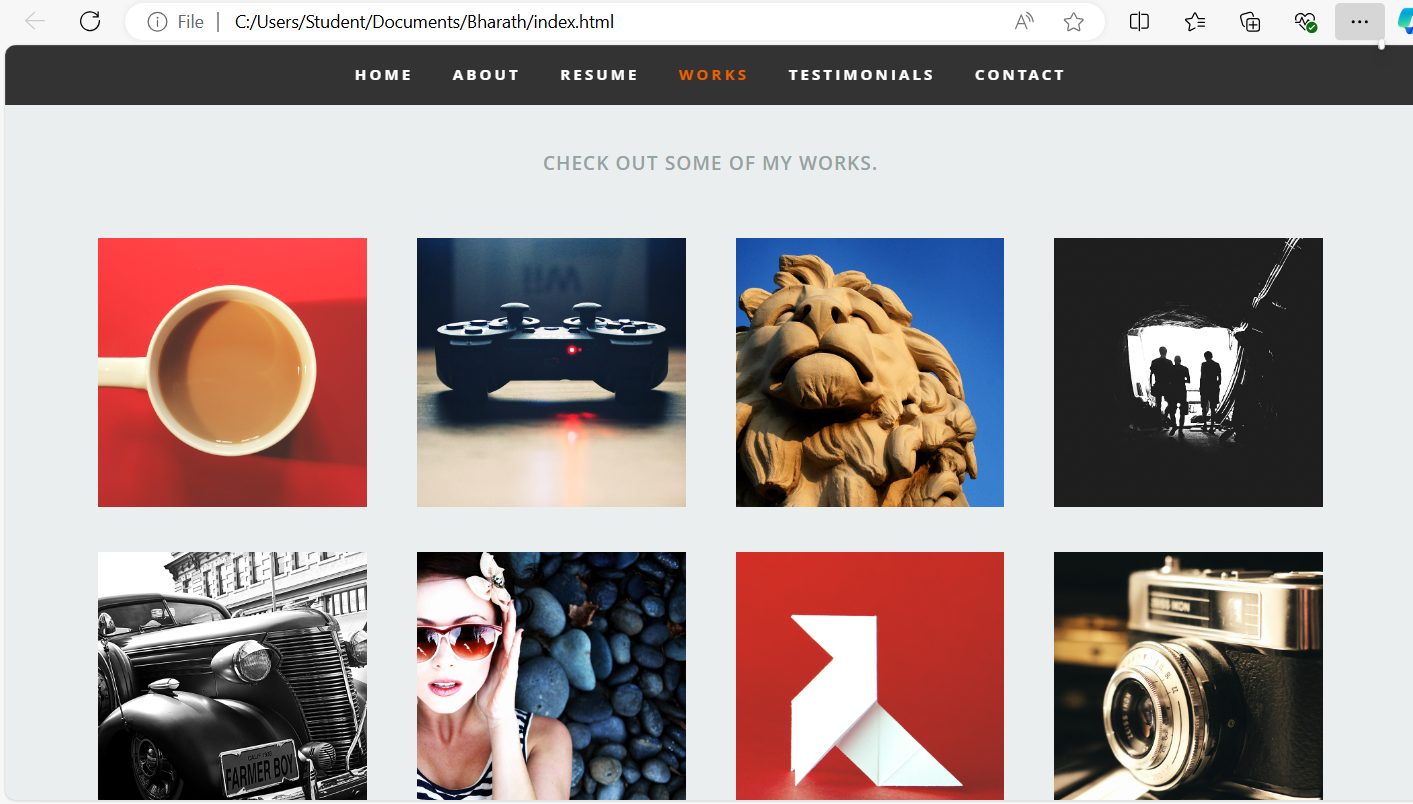 File | C:/Users/Student/Documents/Bharath/index.html
HOME ABOUT RESUME WORKS TESTIMONIALS CONTACT
CHECK OUT SOME OF MY WORKS.
FARMER BOY